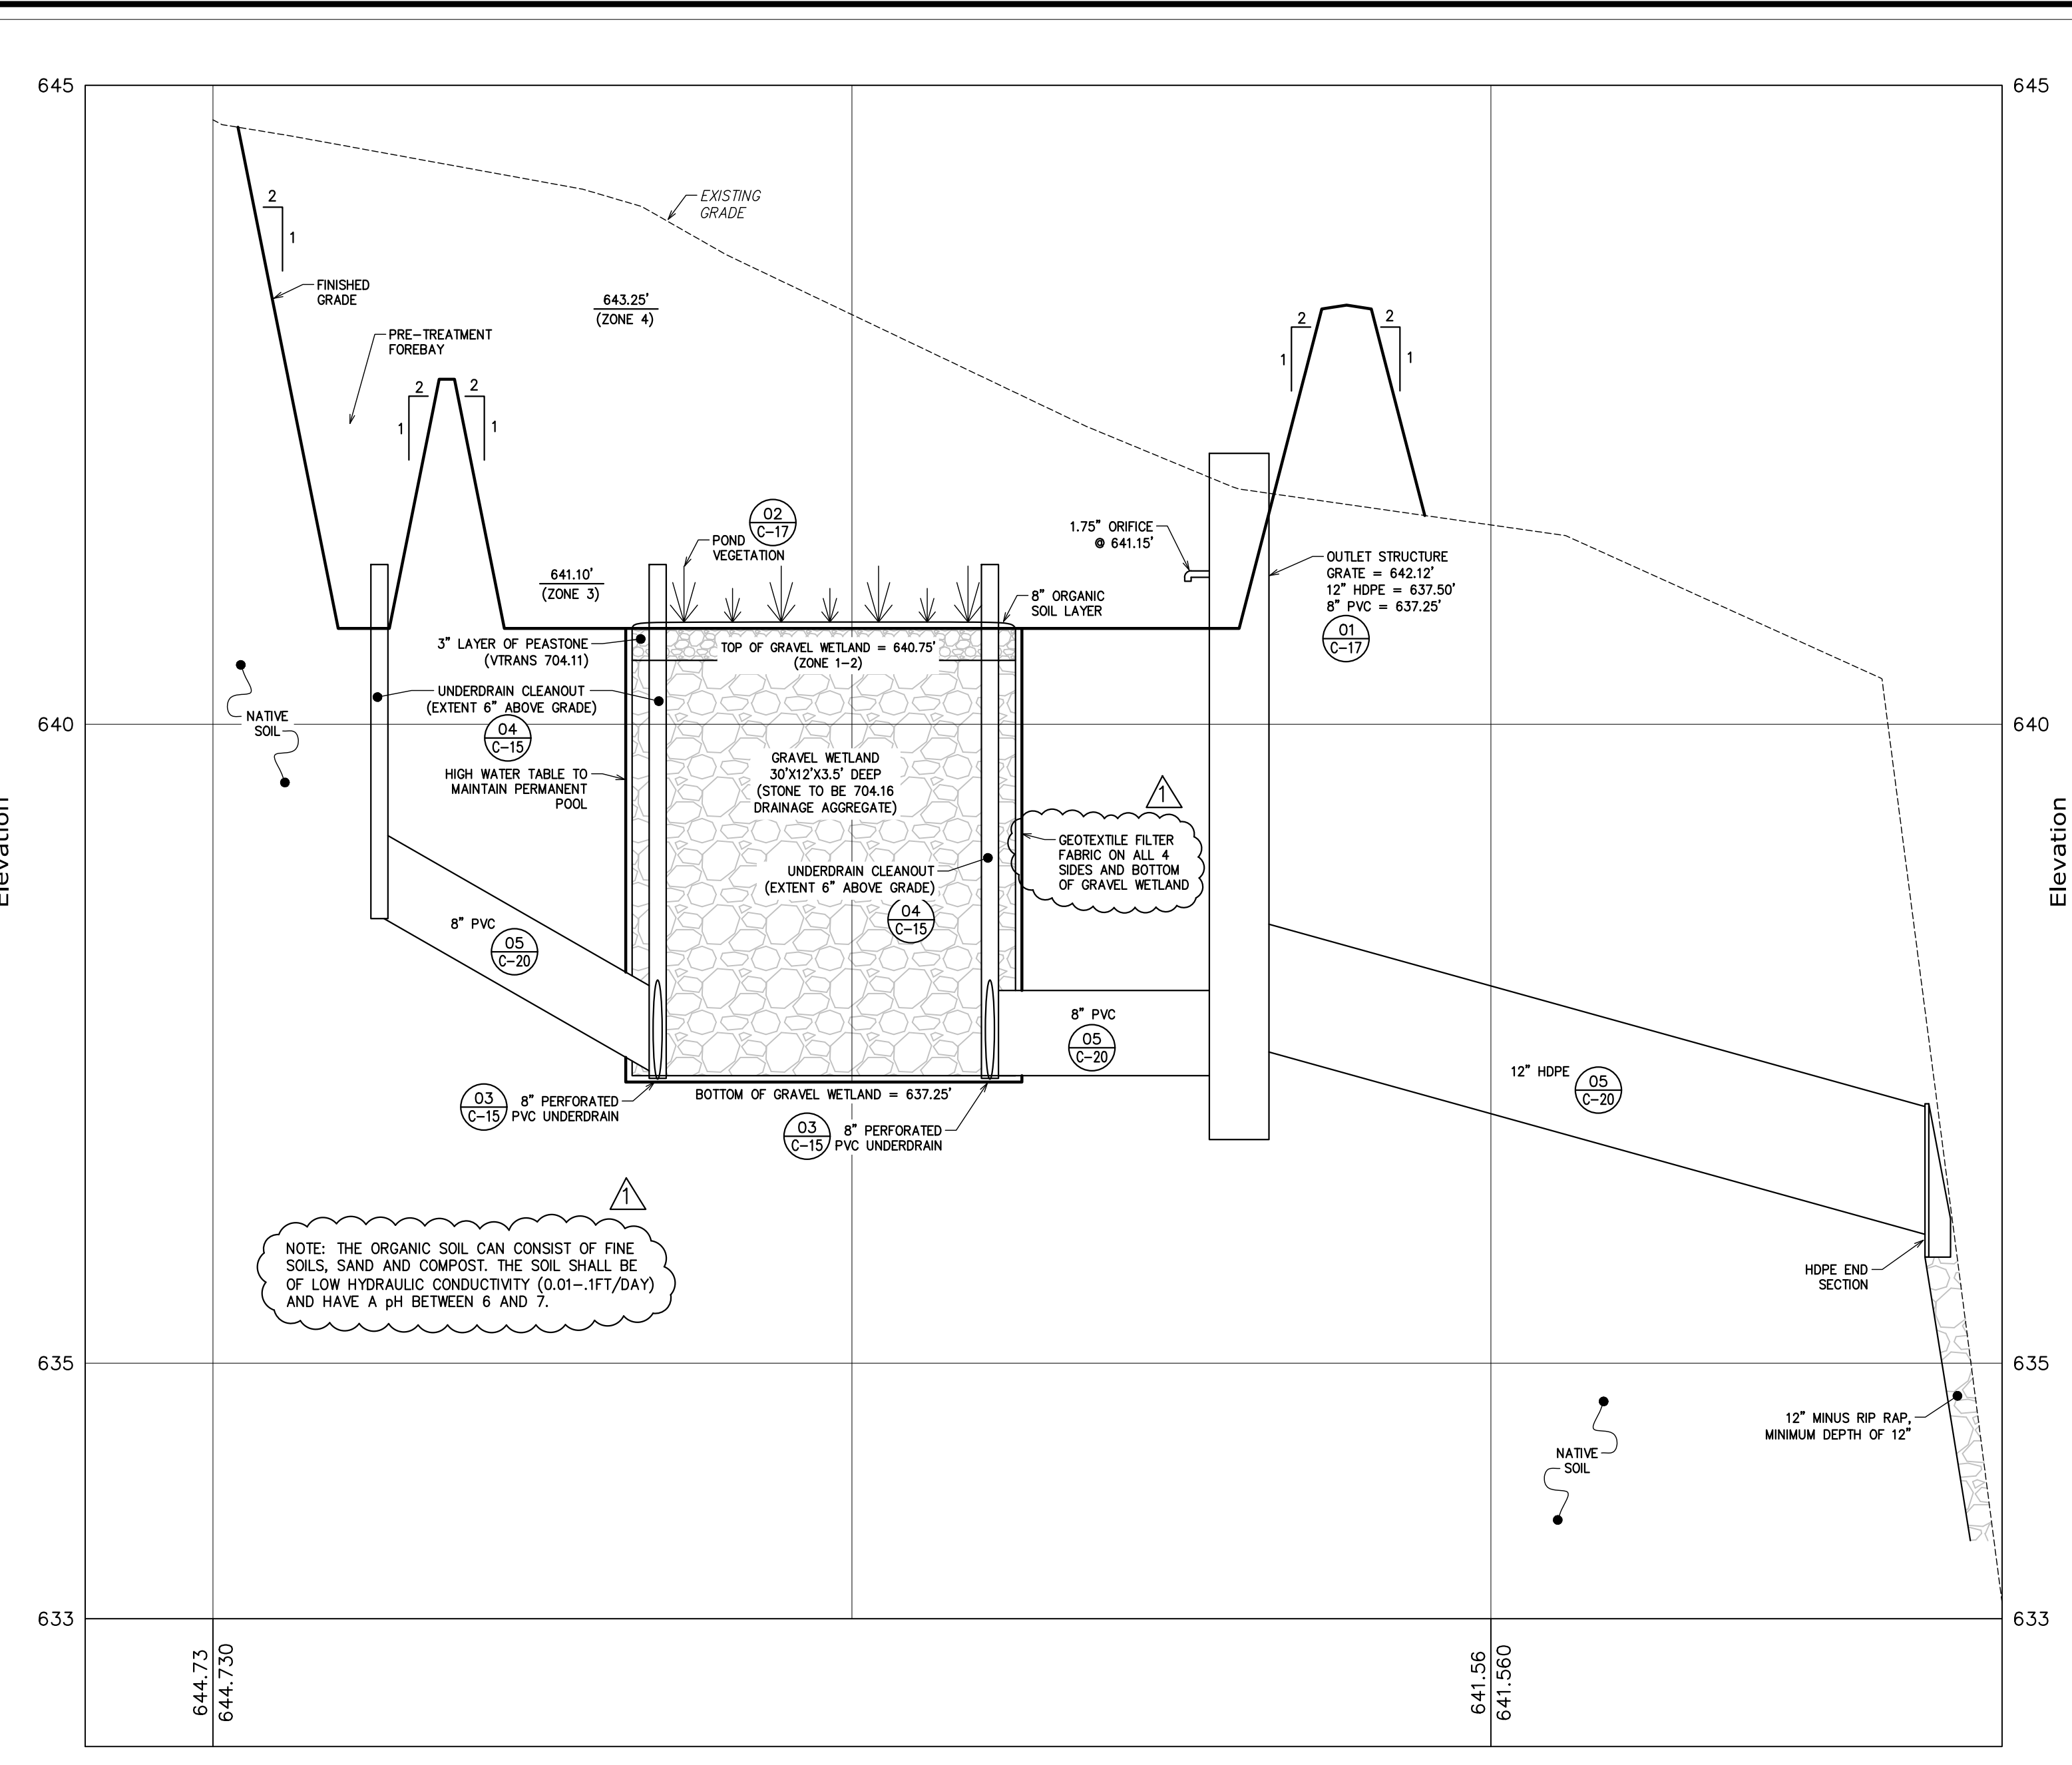 645
645
EXISTING
GRADE
2
1
FINISHED
GRADE
643.25'
(ZONE 4)
PRE-TREATMENT
FOREBAY
2
2
1
1
2
2
1
1
02
C-17
POND
VEGETATION
1.75" ORIFICE
@ 641.15'
641.10'
(ZONE 3)
8" ORGANIC
SOIL LAYER
OUTLET STRUCTURE
GRATE = 642.12'
12" HDPE = 637.50'
8" PVC = 637.25'
01
C-17
3" LAYER OF PEASTONE
(VTRANS 704.11)
TOP OF GRAVEL WETLAND = 640.75'
(ZONE 1-2)
UNDERDRAIN CLEANOUT
(EXTENT 6" ABOVE GRADE)
04
C-15
NATIVE
SOIL
640
640
HIGH WATER TABLE TO
MAINTAIN PERMANENT
POOL
GRAVEL WETLAND
30'X12'X3.5' DEEP
(STONE TO BE 704.16
DRAINAGE AGGREGATE)
1
GEOTEXTILE FILTER
FABRIC ON ALL 4
SIDES AND BOTTOM
OF GRAVEL WETLAND
Elevation
Elevation
UNDERDRAIN CLEANOUT
(EXTENT 6" ABOVE GRADE)
04
C-15
8" PVC
05
C-20
8" PVC
05
C-20
12" HDPE
05
C-20
03
C-15
8" PERFORATED
PVC UNDERDRAIN
BOTTOM OF GRAVEL WETLAND = 637.25'
03
C-15
8" PERFORATED
PVC UNDERDRAIN
1
NOTE: THE ORGANIC SOIL CAN CONSIST OF FINE
SOILS, SAND AND COMPOST. THE SOIL SHALL BE
OF LOW HYDRAULIC CONDUCTIVITY (0.01-.1FT/DAY)
AND HAVE A pH BETWEEN 6 AND 7.
HDPE END
SECTION
635
635
12" MINUS RIP RAP,
MINIMUM DEPTH OF 12"
NATIVE
SOIL
633
633
644.73
644.730
641.56
641.560